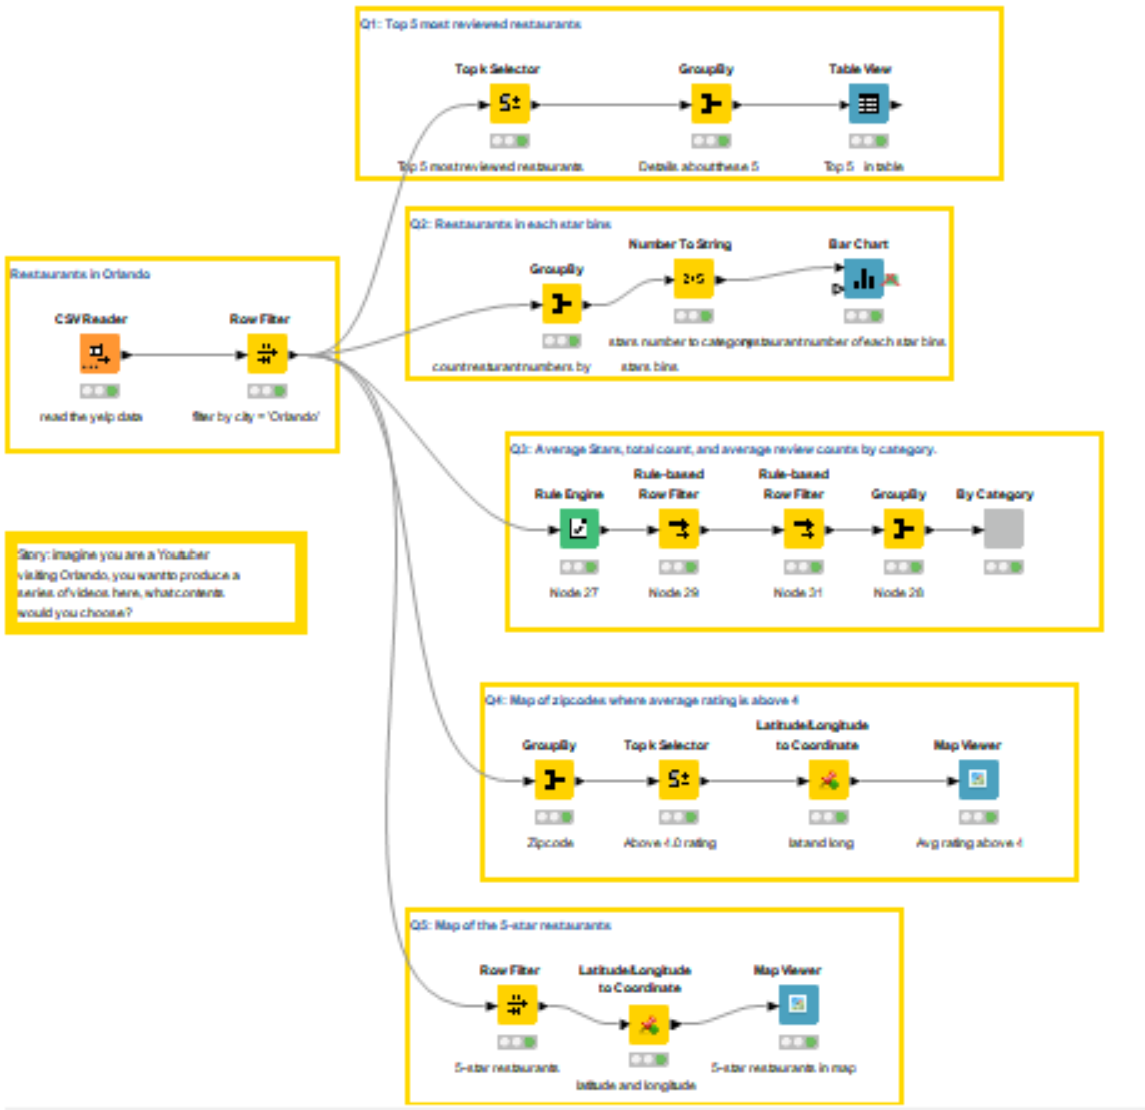 Q1: Top 5 most reviewed restaurants
Top k Selector
GroupBy
Table View
Top 5 most reviewed restaurants
Details about these 5
Top 5 in table
Q2: Restaurants in each star bins
GroupBy
Number To String
Bar Chart
count resturant numbers by stars bins
stars number to category
restaurant number of each star bins
Restaurants in Orlando
CSV Reader
Row Filter
read the yelp data
filter by city = 'Orlando'
Q3: Average Stars, total count, and average review counts by category.
Rule Engine
Rule-based
Row Filter
Rule-based
Row Filter
GroupBy
By Category
Node 27
Node 29
Node 31
Node 28
Story: imagine you are a Youtuber
visiting Orlando, you want to produce a
series of videos here, what contents
would you choose?
Q4: Map of zipcodes where average rating is above 4
GroupBy
Top k Selector
Latitude/Longitude
to Coordinate
Map Viewer
Zipcode
Above 4.0 rating
lat and long
Avg rating above 4
Q5: Map of the 5-star restaurants
Row Filter
Latitude/Longitude
to Coordinate
Map Viewer
5-star restaurants
latitude and longitude
5-star restaurants in map